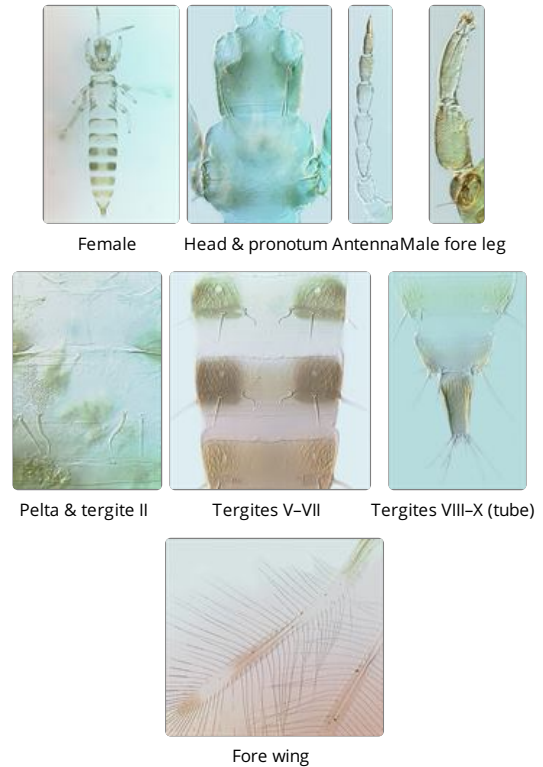 Female
Head & pronotum
Antenna
Male fore leg
Pelta & tergite II
Tergites V–VII
Tergites VIII–X (tube)
Fore wing